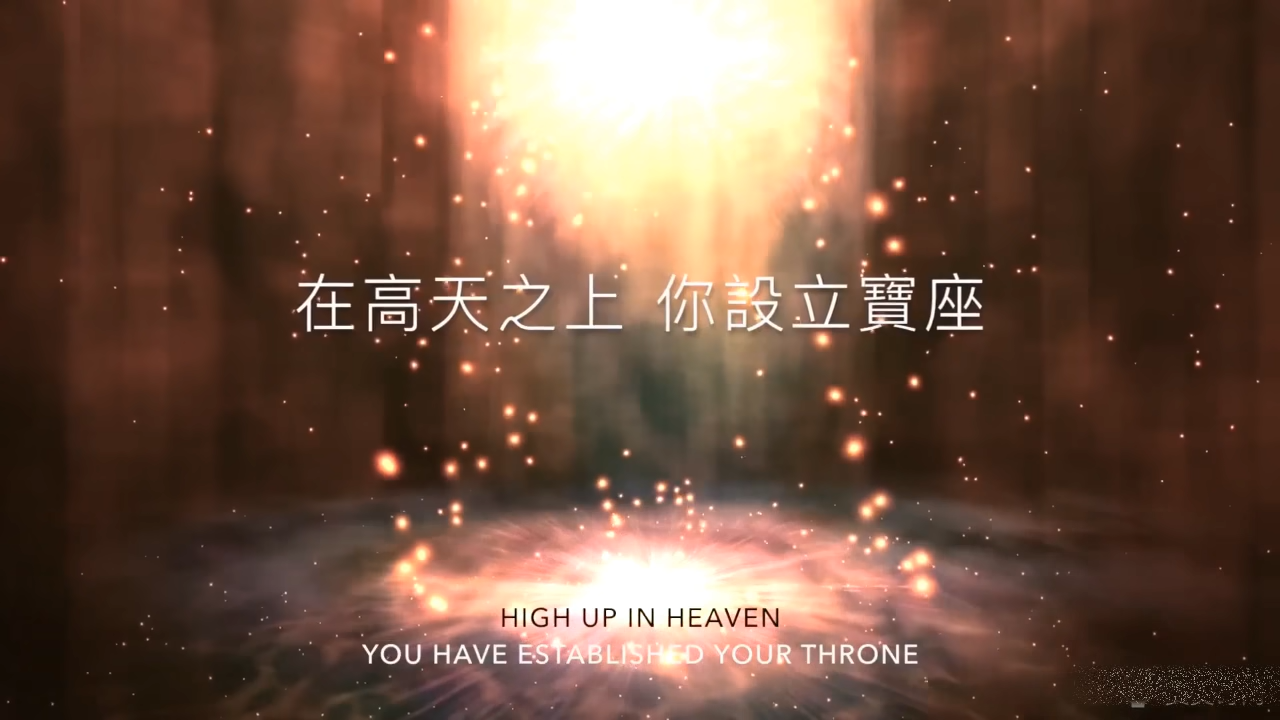 在高天之上 你設立寶座
HIGH UP IN HEAVEN
YOU HAVE ESTABLISHED YOUR THRONE